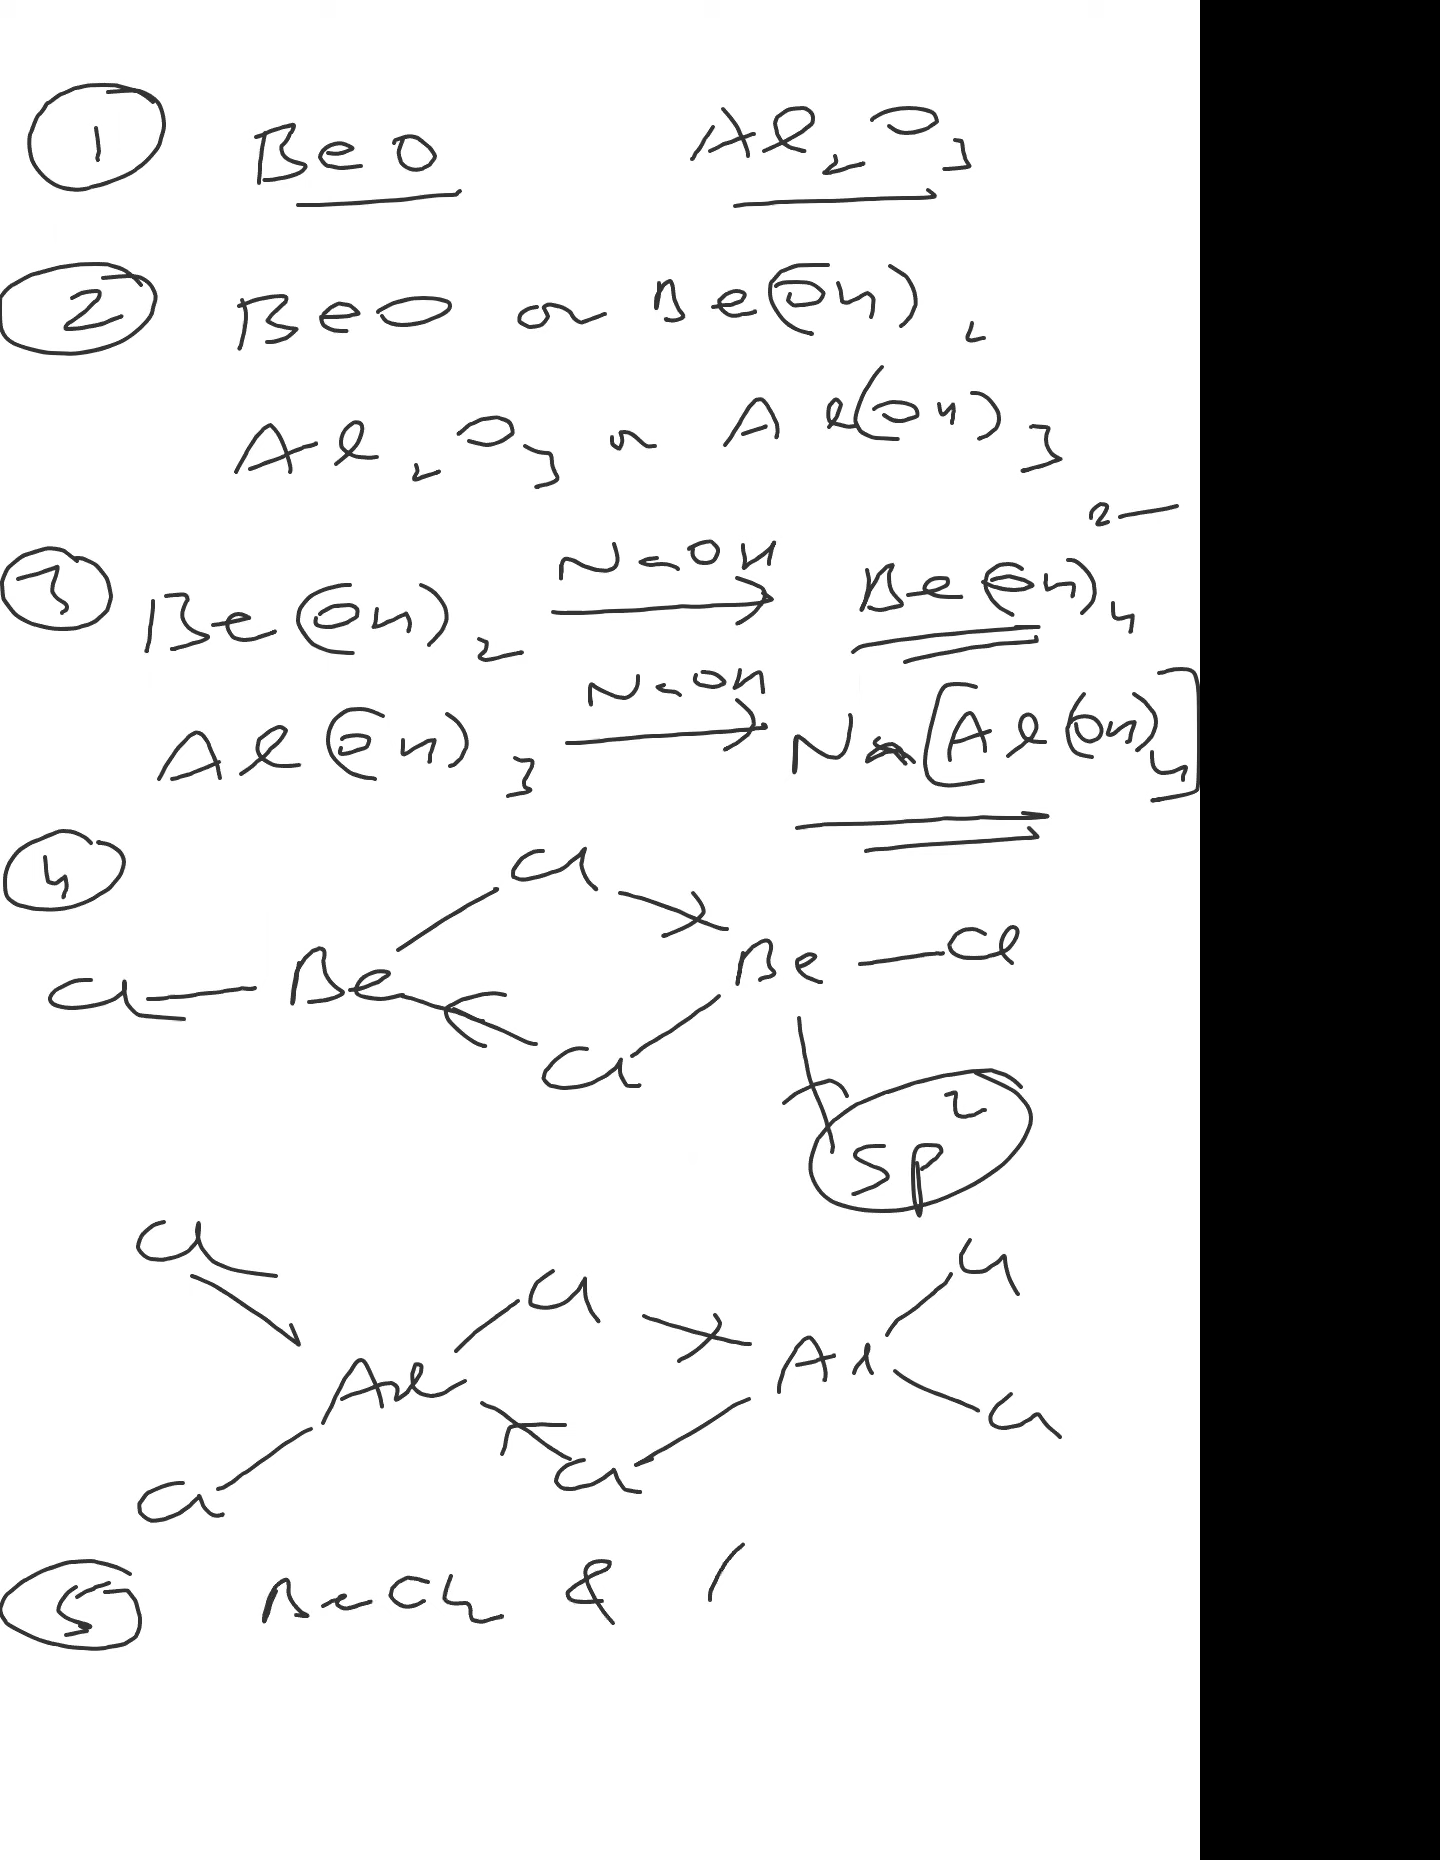 ① BeO Al₂O₃
② BeO or Be(OH)₂
Al₂O₃ or Al(OH)₃
③ Be(OH)₂ NaOH → Be(OH)₄²⁻
Al(OH)₃ NaOH → Na[Al(OH)₄]
④
Cl
Cl — Be Be — Cl
Cl
sp²
Cl Cl Cl
Al Al
Cl Cl Cl
⑤ BeCl₂ & (